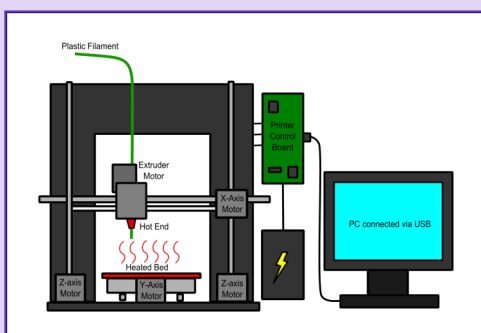 Plastic Filament
Printer
Control
Board
Extruder
Motor
X-Axis
Motor
Hot End
PC connected via USB
Heated Bed
Z-axis
Motor
Y-Axis
Motor
Z-axis
Motor